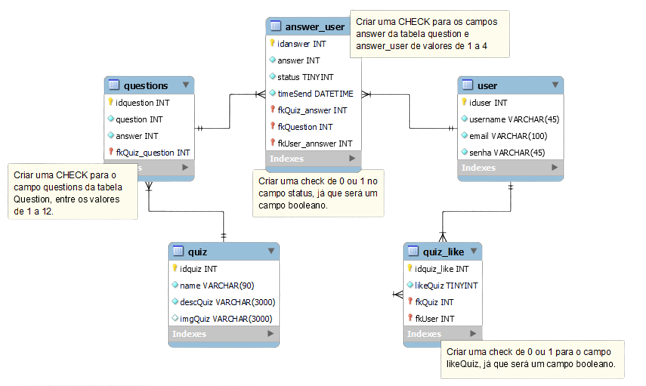 answer_user
idanswer INT
answer INT
status TINYINT
timeSend DATETIME
fkQuiz_answer INT
fkQuestion INT
fkUser_annswer INT
Indexes
Criar uma CHECK para os campos
answer da tabela question e
answer_user de valores de 1 a 4
questions
idquestion INT
question INT
answer INT
fkQuiz_question INT
Indexes
user
iduser INT
username VARCHAR(45)
email VARCHAR(100)
senha VARCHAR(45)
Indexes
Criar uma CHECK para o
campo questions da tabela
Question, entre os valores
de 1 a 12.
Criar uma check de 0 ou 1 no
campo status, já que será um
campo booleano.
quiz
idquiz INT
name VARCHAR(90)
descQuiz VARCHAR(3000)
imgQuiz VARCHAR(3000)
Indexes
quiz_like
idquiz_like INT
likeQuiz TINYINT
fkQuiz INT
fkUser INT
Indexes
Criar uma check de 0 ou 1 para o campo
likeQuiz, já que será um campo booleano.